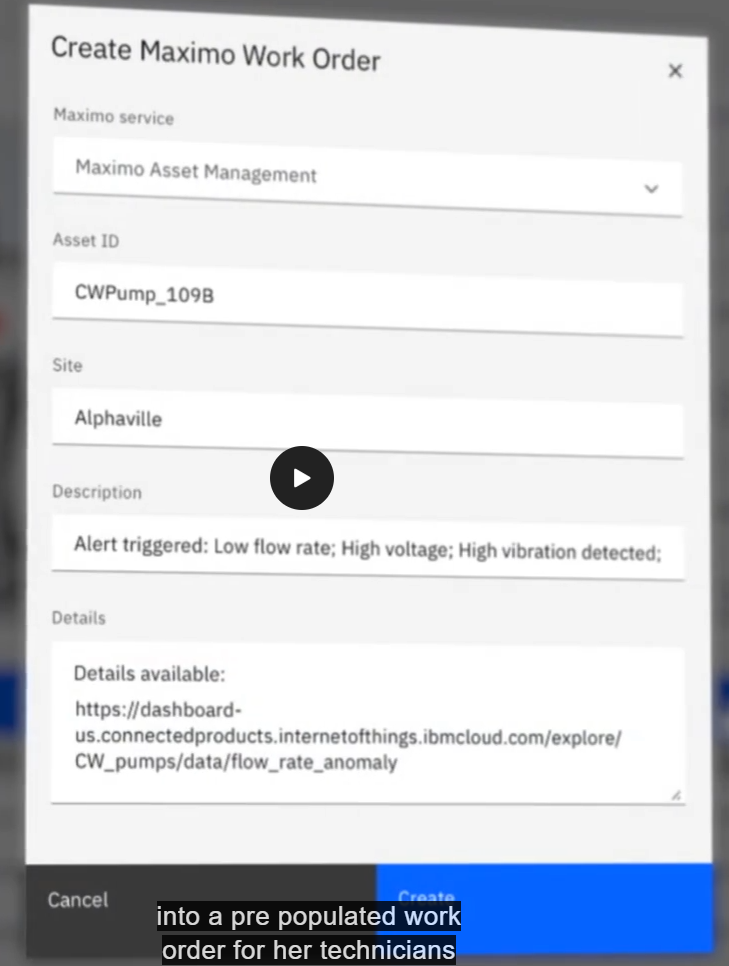 Create Maximo Work Order
Maximo service
Maximo Asset Management
Asset ID
CWPump_109B
Site
Alphaville
Description
Alert triggered: Low flow rate; High voltage; High vibration detected;
Details
Details available:
https://dashboard-
us.connectedproducts.internetofthings.ibmcloud.com/explore/
CW_pumps/data/flow_rate_anomaly
Cancel
Create
into a pre populated work
order for her technicians